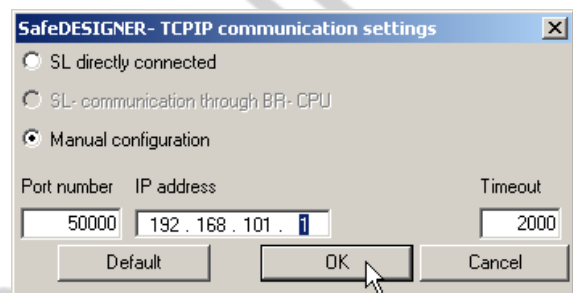 SafeDESIGNER- TCPIP communication settings
SL directly connected
SL- communication through BR- CPU
Manual configuration
Port number IP address Timeout
50000 192 . 168 . 101 . 1 2000
Default OK Cancel